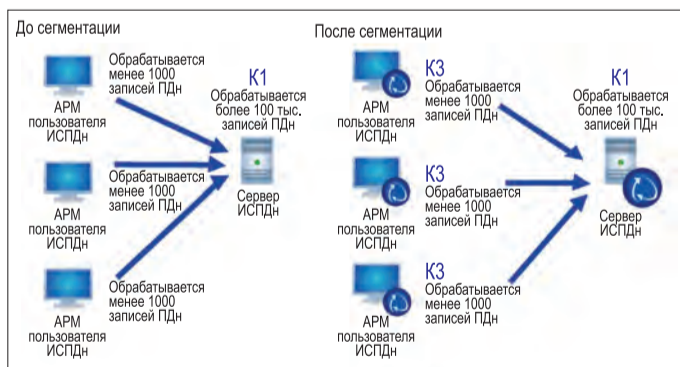 До сегментации
Обрабатывается
менее 1000
записей ПДн
АРМ
пользователя
ИСПДн
К1
Обрабатывается
более 100 тыс.
записей ПДн
Обрабатывается
менее 1000
записей ПДн
АРМ
пользователя
ИСПДн
Сервер
ИСПДн
Обрабатывается
менее 1000
записей ПДн
АРМ
пользователя
ИСПДн
После сегментации
К3
Обрабатывается
менее 1000
записей ПДн
АРМ
пользователя
ИСПДн
К1
Обрабатывается
более 100 тыс.
записей ПДн
К3
Обрабатывается
менее 1000
записей ПДн
АРМ
пользователя
ИСПДн
Сервер
ИСПДн
К3
Обрабатывается
менее 1000
записей ПДн
АРМ
пользователя
ИСПДн